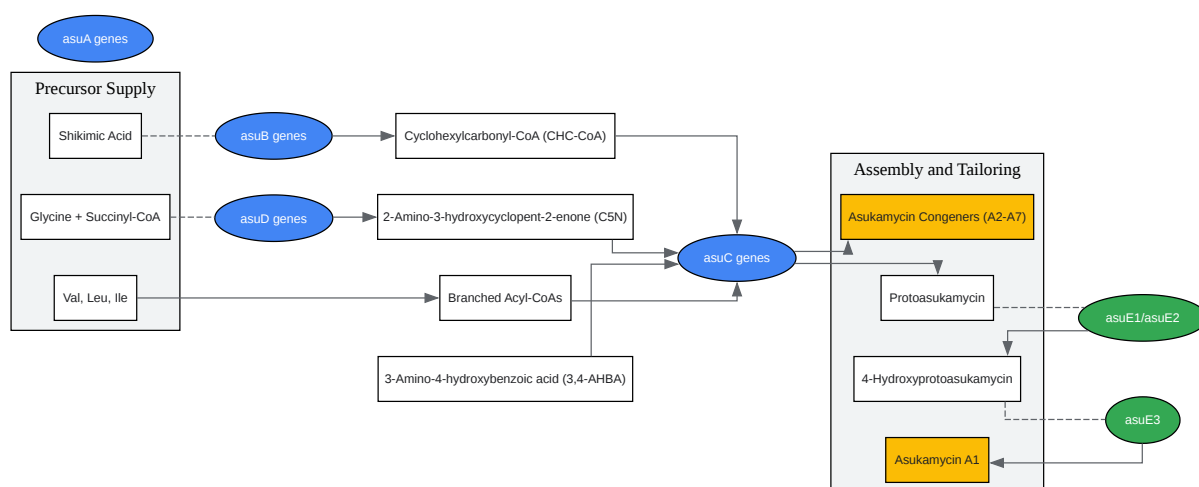 asuA genes
Precursor Supply
Shikimic Acid
asuB genes
Cyclohexylcarbonyl-CoA (CHC-CoA)
Assembly and Tailoring
Glycine + Succinyl-CoA
asuD genes
2-Amino-3-hydroxycyclopent-2-enone (C5N)
Asukamycin Congeners (A2-A7)
asuC genes
Val, Leu, Ile
Branched Acyl-CoAs
Protoasukamycin
asuE1/asuE2
3-Amino-4-hydroxybenzoic acid (3,4-AHBA)
4-Hydroxyprotoasukamycin
asuE3
Asukamycin A1